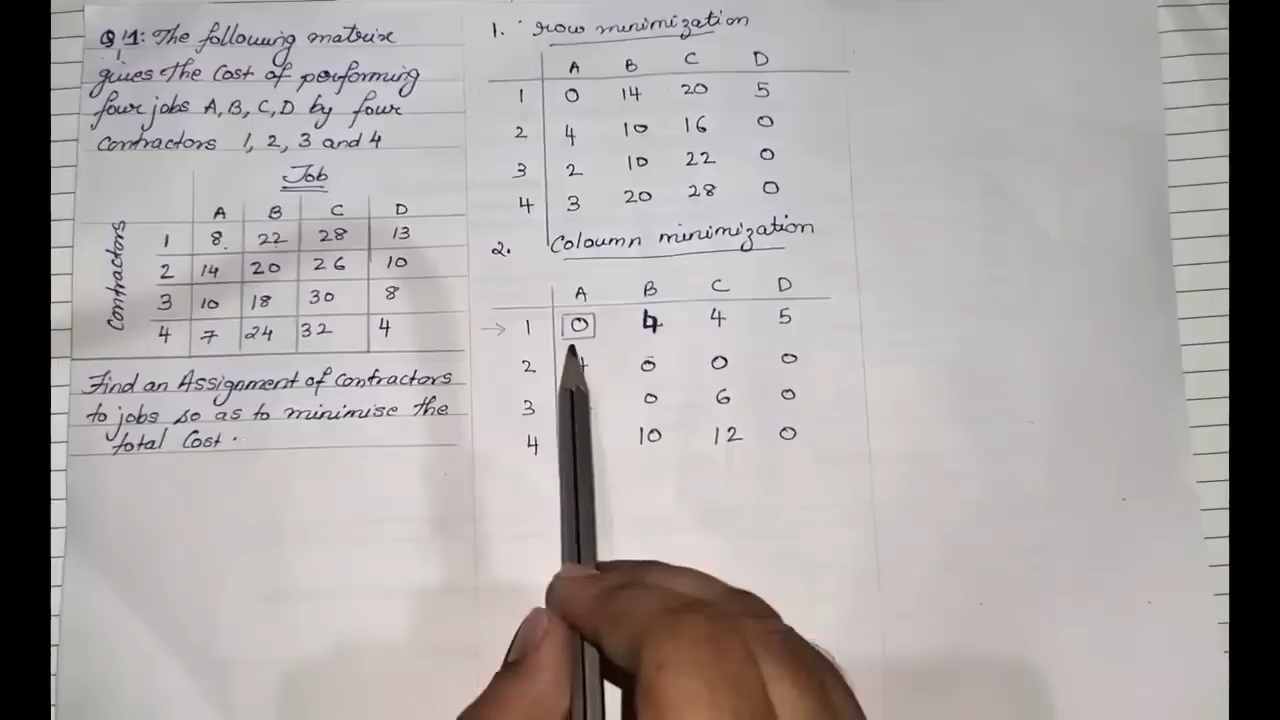 Q 1: The following matrix
gives the cost of performing
four jobs A, B, C, D by four
contractors 1, 2, 3 and 4
Job
A B C D
Contractors
1 8 22 28 13
2 14 20 26 10
3 10 18 30 8
4 7 24 32 4
Find an Assignment of contractors
to jobs so as to minimise the
total cost.
1. row minimization
A B C D
1 0 14 20 5
2 4 10 16 0
3 2 10 22 0
4 3 20 28 0
2. Coloumn minimization
A B C D
→ 1 0 4 4 5
2 0 0 0
3 0 6 0
4 10 12 0